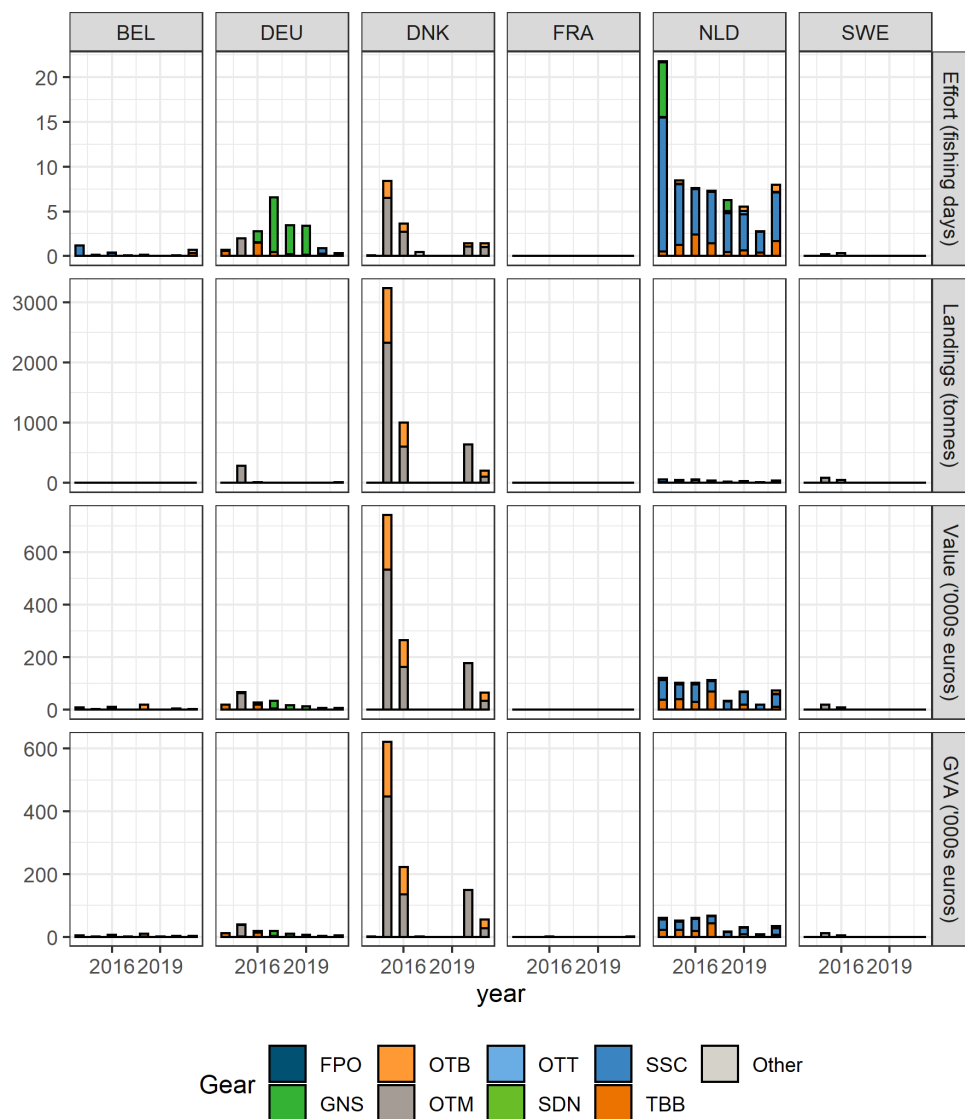 BEL DEU DNK FRA NLD SWE
20
15
10
5
0
Effort (fishing days)
3000
2000
1000
0
Landings (tonnes)
600
400
200
0
Value ('000s euros)
600
400
200
0
GVA ('000s euros)
2016 2019 2016 2019 2016 2019 2016 2019 2016 2019 2016 2019
year
Gear
FPO OTB OTT SSC Other
GNS OTM SDN TBB